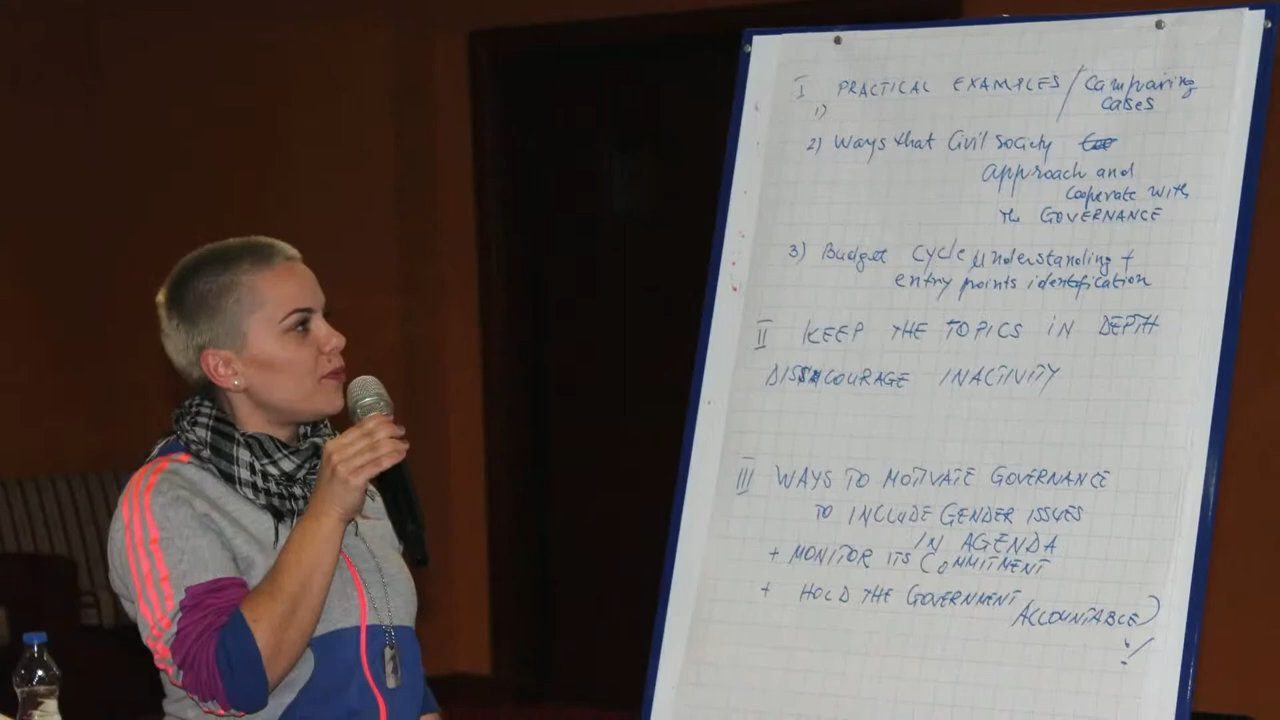 I PRACTICAL EXAMPLES / Comparing
cases
1)
2) Ways that Civil Society
approach and
cooperate with
the GOVERNANCE
3) Budget Cycle understanding +
entry points identification
II KEEP THE TOPICS IN DEPTH
DISCOURAGE INACTIVITY
III WAYS TO MOTIVATE GOVERNANCE
TO INCLUDE GENDER ISSUES
IN AGENDA
+ MONITOR ITS COMMITMENT
+ HOLD THE GOVERNMENT
ACCOUNTABLE)
!